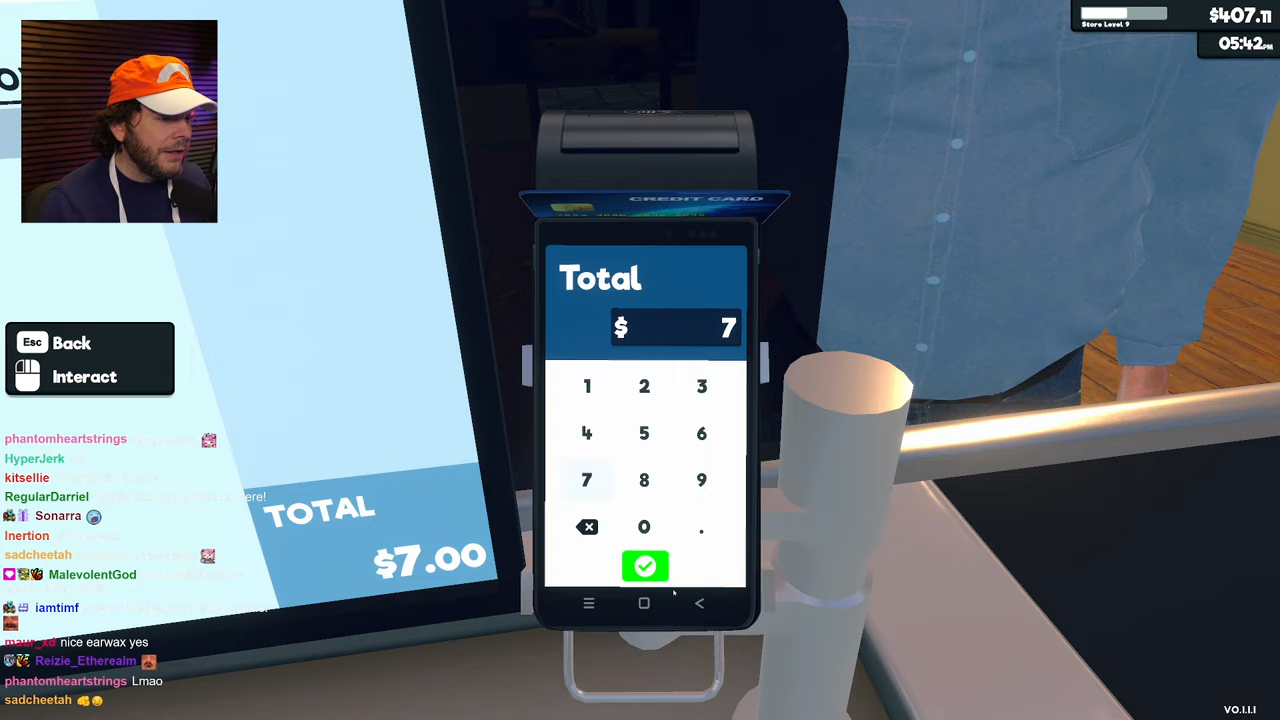 $407.11
Store Level 9
05:42PM
CREDIT CARD
Total
$ 7
1 2 3
4 5 6
7 8 9
0 .
Esc Back
Interact
TOTAL
$7.00
phantomheartstrings
HyperJerk
kitsellie
RegularDarriel
Sonarra
Inertion
sadcheetah
MalevolentGod
iamtimf
maur_xd nice earwax yes
Reizie_Etherealm
phantomheartstrings Lmao
sadcheetah
V0.1.1.1